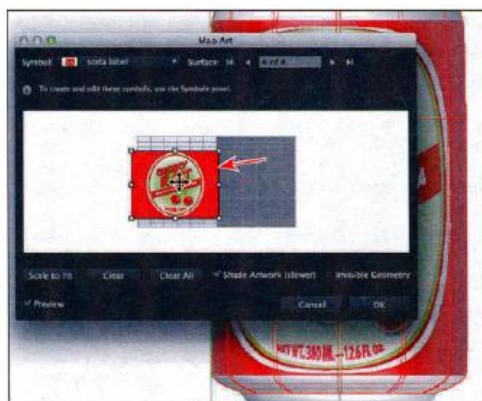 Map Art
Symbol: soda label Surface: 4 of 4
To create and edit these symbols, use the Symbols panel.
Scale to Fit Clear Clear All Shade Artwork (slower) Invisible Geometry
Preview Cancel OK
NET WT. 380 ML—12.6 FL OZ.